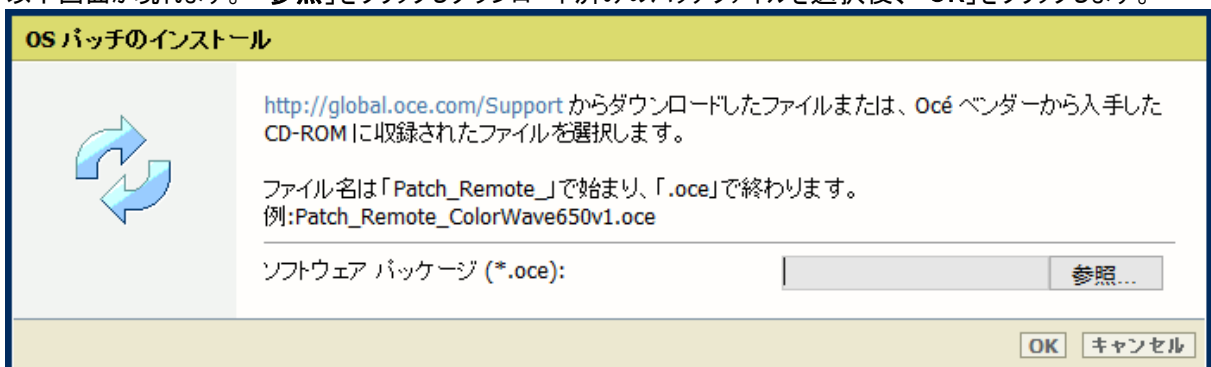 OS パッチのインストール
http://global.oce.com/Support からダウンロードしたファイルまたは、Océ ベンダーから入手した
CD-ROM に収録されたファイルを選択します。
ファイル名は「Patch_Remote_」で始まり、「.oce」で終わります。
例:Patch_Remote_ColorWave650v1.oce
ソフトウェア パッケージ (*.oce):
参照...
OK キャンセル